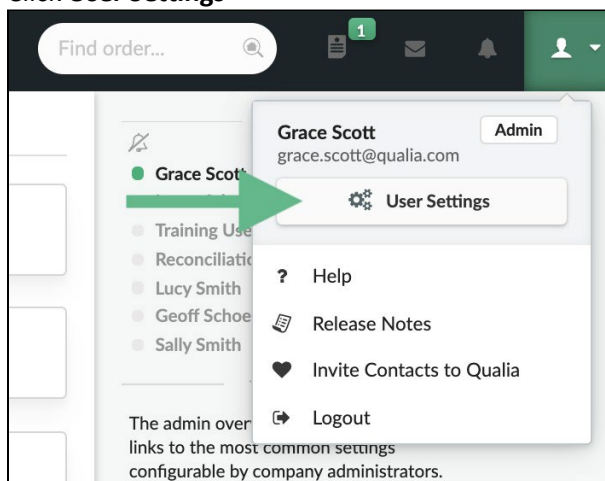 Click User Settings
Find order...
1
Grace Scott
Admin
grace.scott@qualia.com
User Settings
Grace Scott
Training Use
Reconciliatic
Lucy Smith
Geoff Schoe
Sally Smith
? Help
Release Notes
Invite Contacts to Qualia
Logout
The admin over
links to the most common settings
configurable by company administrators.